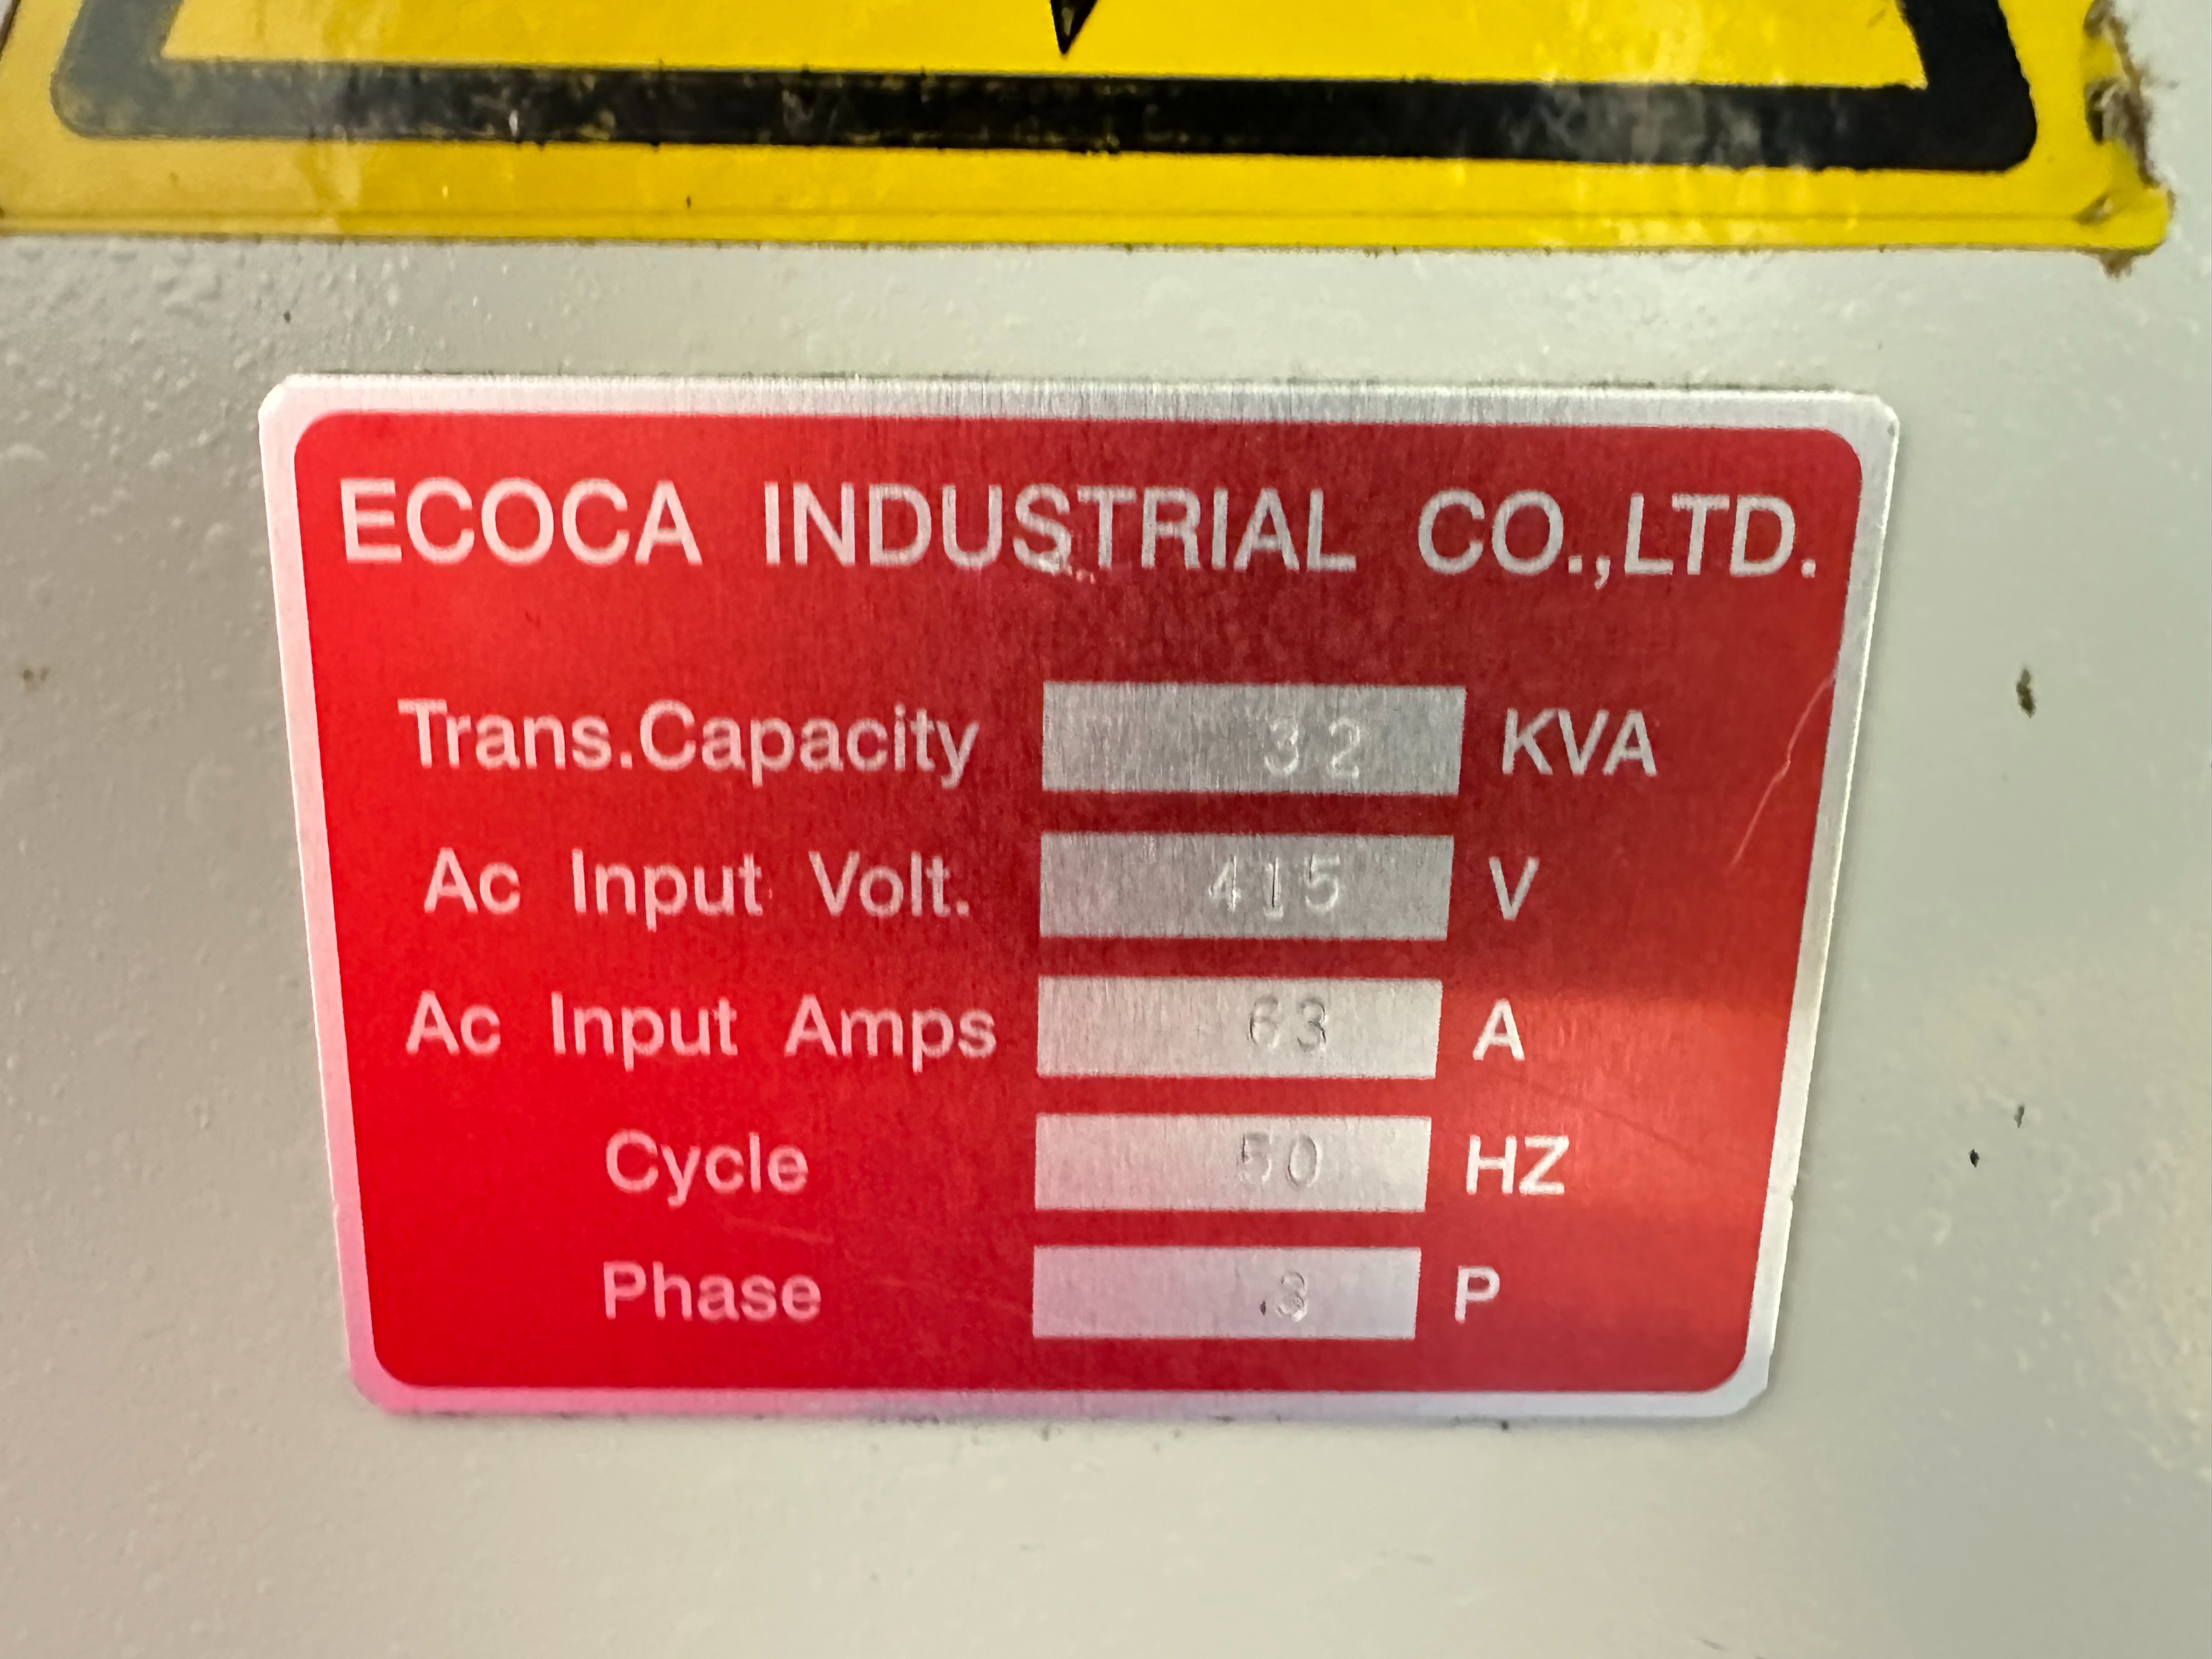 ECOCA INDUSTRIAL CO.,LTD.
Trans.Capacity 32 KVA
Ac Input Volt. 415 V
Ac Input Amps 63 A
Cycle 50 HZ
Phase 3 P